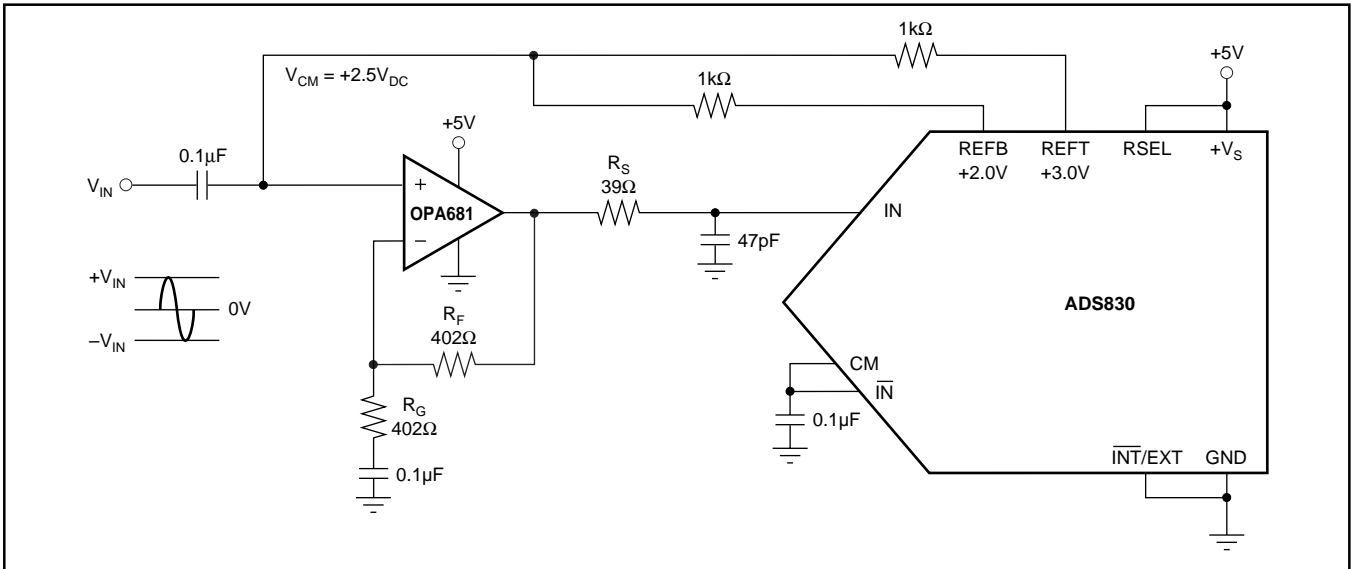 1kΩ
+5V
V_CM = +2.5V_DC
1kΩ
+5V
REFB
+2.0V
REFT
+3.0V
RSEL
+V_S
0.1µF
V_IN
+
OPA681
−
R_S
39Ω
IN
47pF
+V_IN
0V
–V_IN
ADS830
R_F
402Ω
CM
I̅N̅
R_G
402Ω
0.1µF
0.1µF
I̅N̅T̅/EXT
GND